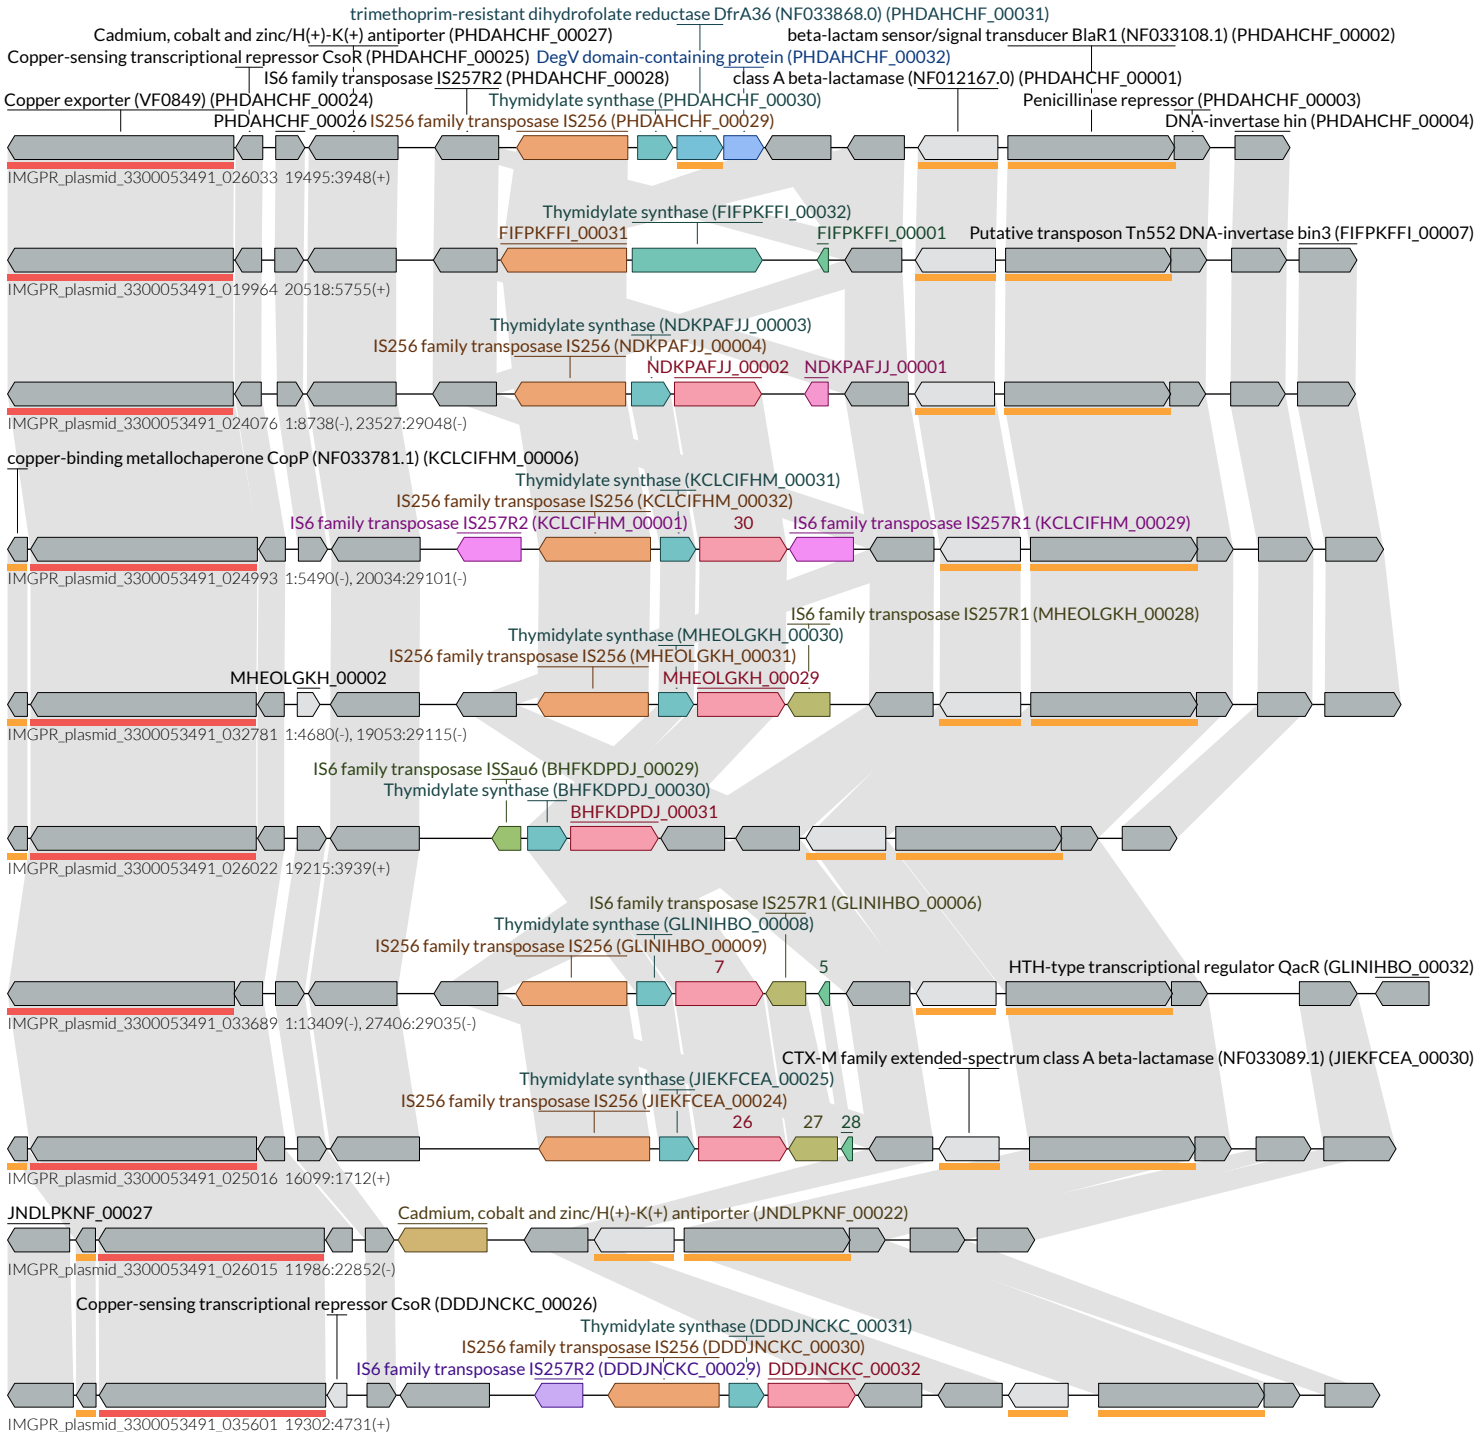 trimethoprim-resistant dihydrofolate reductase DfrA36 (NF033868.0) (PHDAHCHF_00031)
Cadmium, cobalt and zinc/H(+)-K(+) antiporter (PHDAHCHF_00027)
beta-lactam sensor/signal transducer BlaR1 (NF033108.1) (PHDAHCHF_00002)
Copper-sensing transcriptional repressor CsoR (PHDAHCHF_00025)
DegV domain-containing protein (PHDAHCHF_00032)
IS6 family transposase IS257R2 (PHDAHCHF_00028)
class A beta-lactamase (NF012167.0) (PHDAHCHF_00001)
Copper exporter (VF0849) (PHDAHCHF_00024)
Thymidylate synthase (PHDAHCHF_00030)
Penicillinase repressor (PHDAHCHF_00003)
PHDAHCHF_00026
IS256 family transposase IS256 (PHDAHCHF_00029)
DNA-invertase hin (PHDAHCHF_00004)
IMGPR_plasmid_3300053491_026033 19495:3948(+)
Thymidylate synthase (FIFPKFFI_00032)
FIFPKFFI_00031
FIFPKFFI_00001
Putative transposon Tn552 DNA-invertase bin3 (FIFPKFFI_00007)
IMGPR_plasmid_3300053491_019964 20518:5755(+)
Thymidylate synthase (NDKPAFJJ_00003)
IS256 family transposase IS256 (NDKPAFJJ_00004)
NDKPAFJJ_00002
NDKPAFJJ_00001
IMGPR_plasmid_3300053491_024076 1:8738(-), 23527:29048(-)
copper-binding metallochaperone CopP (NF033781.1) (KCLCIFHM_00006)
Thymidylate synthase (KCLCIFHM_00031)
IS256 family transposase IS256 (KCLCIFHM_00032)
IS6 family transposase IS257R2 (KCLCIFHM_00001)
30
IS6 family transposase IS257R1 (KCLCIFHM_00029)
IMGPR_plasmid_3300053491_024993 1:5490(-), 20034:29101(-)
IS6 family transposase IS257R1 (MHEOLGKH_00028)
Thymidylate synthase (MHEOLGKH_00030)
IS256 family transposase IS256 (MHEOLGKH_00031)
MHEOLGKH_00002
MHEOLGKH_00029
IMGPR_plasmid_3300053491_032781 1:4680(-), 19053:29115(-)
IS6 family transposase ISSau6 (BHFKDPDJ_00029)
Thymidylate synthase (BHFKDPDJ_00030)
BHFKDPDJ_00031
IMGPR_plasmid_3300053491_026022 19215:3939(+)
IS6 family transposase IS257R1 (GLINIHBO_00006)
Thymidylate synthase (GLINIHBO_00008)
IS256 family transposase IS256 (GLINIHBO_00009)
7
5
HTH-type transcriptional regulator QacR (GLINIHBO_00032)
IMGPR_plasmid_3300053491_033689 1:13409(-), 27406:29035(-)
CTX-M family extended-spectrum class A beta-lactamase (NF033089.1) (JIEKFCEA_00030)
Thymidylate synthase (JIEKFCEA_00025)
IS256 family transposase IS256 (JIEKFCEA_00024)
26
27
28
IMGPR_plasmid_3300053491_025016 16099:1712(+)
JNDLPKNF_00027
Cadmium, cobalt and zinc/H(+)-K(+) antiporter (JNDLPKNF_00022)
IMGPR_plasmid_3300053491_026015 11986:22852(-)
Copper-sensing transcriptional repressor CsoR (DDDJNCKC_00026)
Thymidylate synthase (DDDJNCKC_00031)
IS256 family transposase IS256 (DDDJNCKC_00030)
IS6 family transposase IS257R2 (DDDJNCKC_00029)
DDDJNCKC_00032
IMGPR_plasmid_3300053491_035601 19302:4731(+)